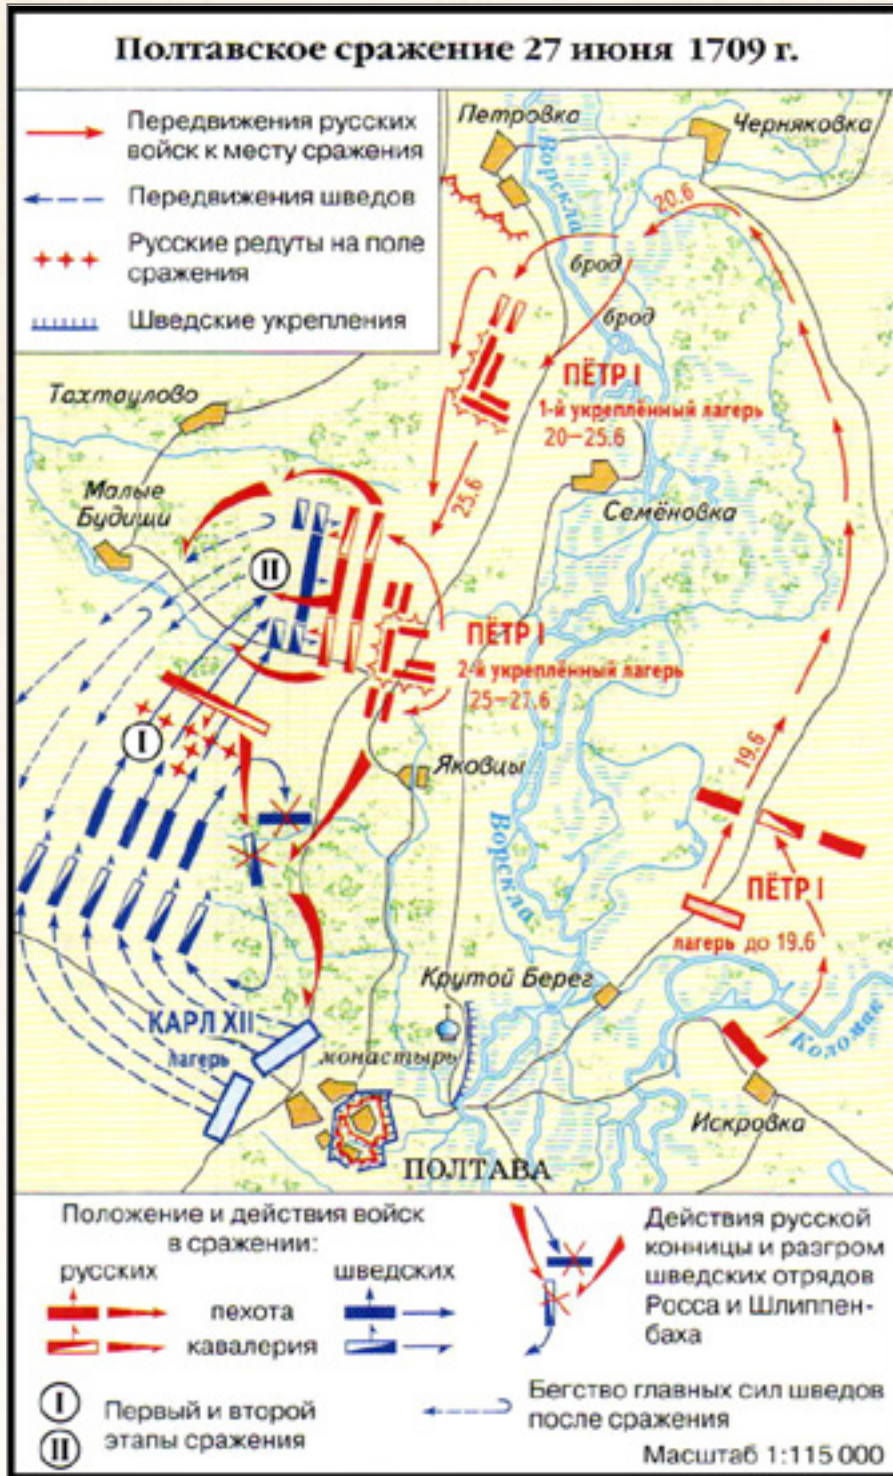 Полтавское сражение 27 июня 1709 г.
Передвижения русских
войск к месту сражения
Передвижения шведов
Русские редуты на поле
сражения
Шведские укрепления
Петровка
Черняковка
Ворскла
20.6
брод
брод
ПЁТР I
1-й укреплённый лагерь
20–25.6
25.6
Тахтаулово
Малые
Будищи
Семёновка
II
ПЁТР I
2-й укреплённый лагерь
25–27.6
I
Яковцы
19.6
Ворскла
ПЁТР I
лагерь до 19.6
Крутой Берег
КАРЛ XII
лагерь
монастырь
Коломак
Искровка
ПОЛТАВА
Положение и действия войск
в сражении:
русских шведских
пехота
кавалерия
Действия русской
конницы и разгром
шведских отрядов
Росса и Шлиппен-
баха
I
II
Первый и второй
этапы сражения
Бегство главных сил шведов
после сражения
Масштаб 1:115 000